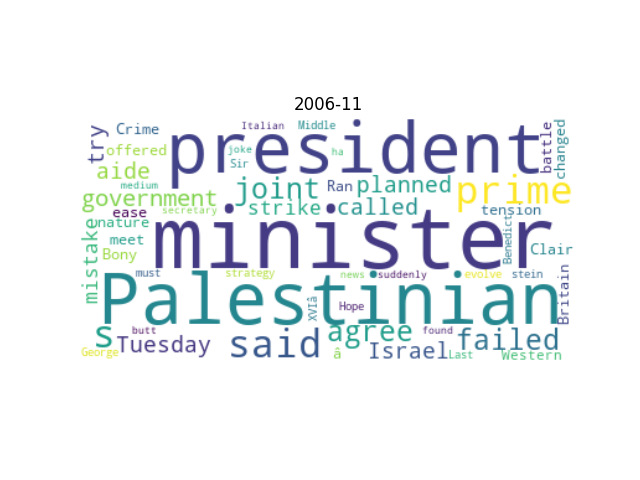 2006-11
Italian Middle
Crime president battle changed
try offered joke ha
aide Sir
medium joint Ran planned prime
government secretary strike called tension
ease
nature minister Benedict
mistake meet Clair
Bony
must strategy news suddenly evolve stein
Palestinian Britain
XVIâ Hope
s butt agree found failed
Tuesday said Israel
George â Last Western